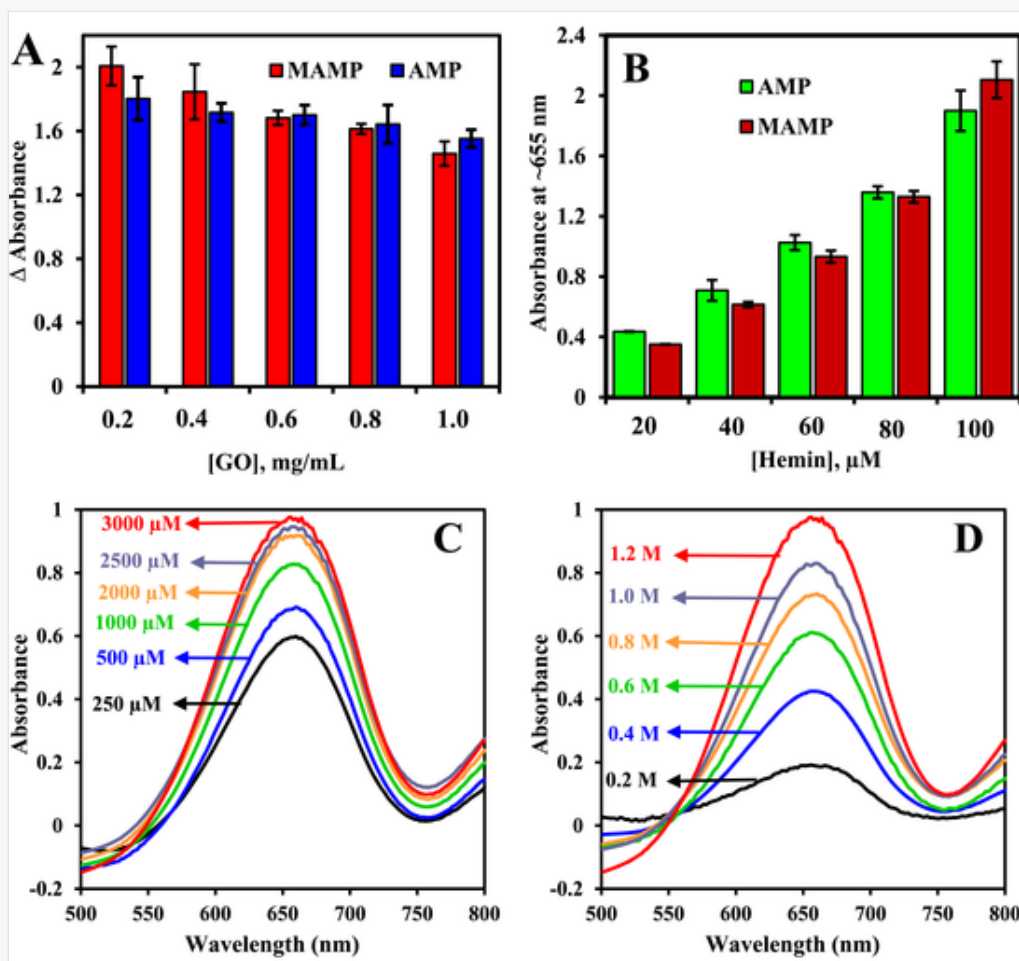 A
MAMP AMP
Δ Absorbance
2
1.6
1.2
0.8
0.4
0
0.2 0.4 0.6 0.8 1.0
[GO], mg/mL
B
AMP
MAMP
Absorbance at ~655 nm
2.4
2
1.6
1.2
0.8
0.4
0
20 40 60 80 100
[Hemin], µM
C
3000 µM
2500 µM
2000 µM
1000 µM
500 µM
250 µM
Absorbance
1
0.8
0.6
0.4
0.2
0
-0.2
500 550 600 650 700 750 800
Wavelength (nm)
D
1.2 M
1.0 M
0.8 M
0.6 M
0.4 M
0.2 M
Absorbance
1
0.8
0.6
0.4
0.2
0
-0.2
500 550 600 650 700 750 800
Wavelength (nm)